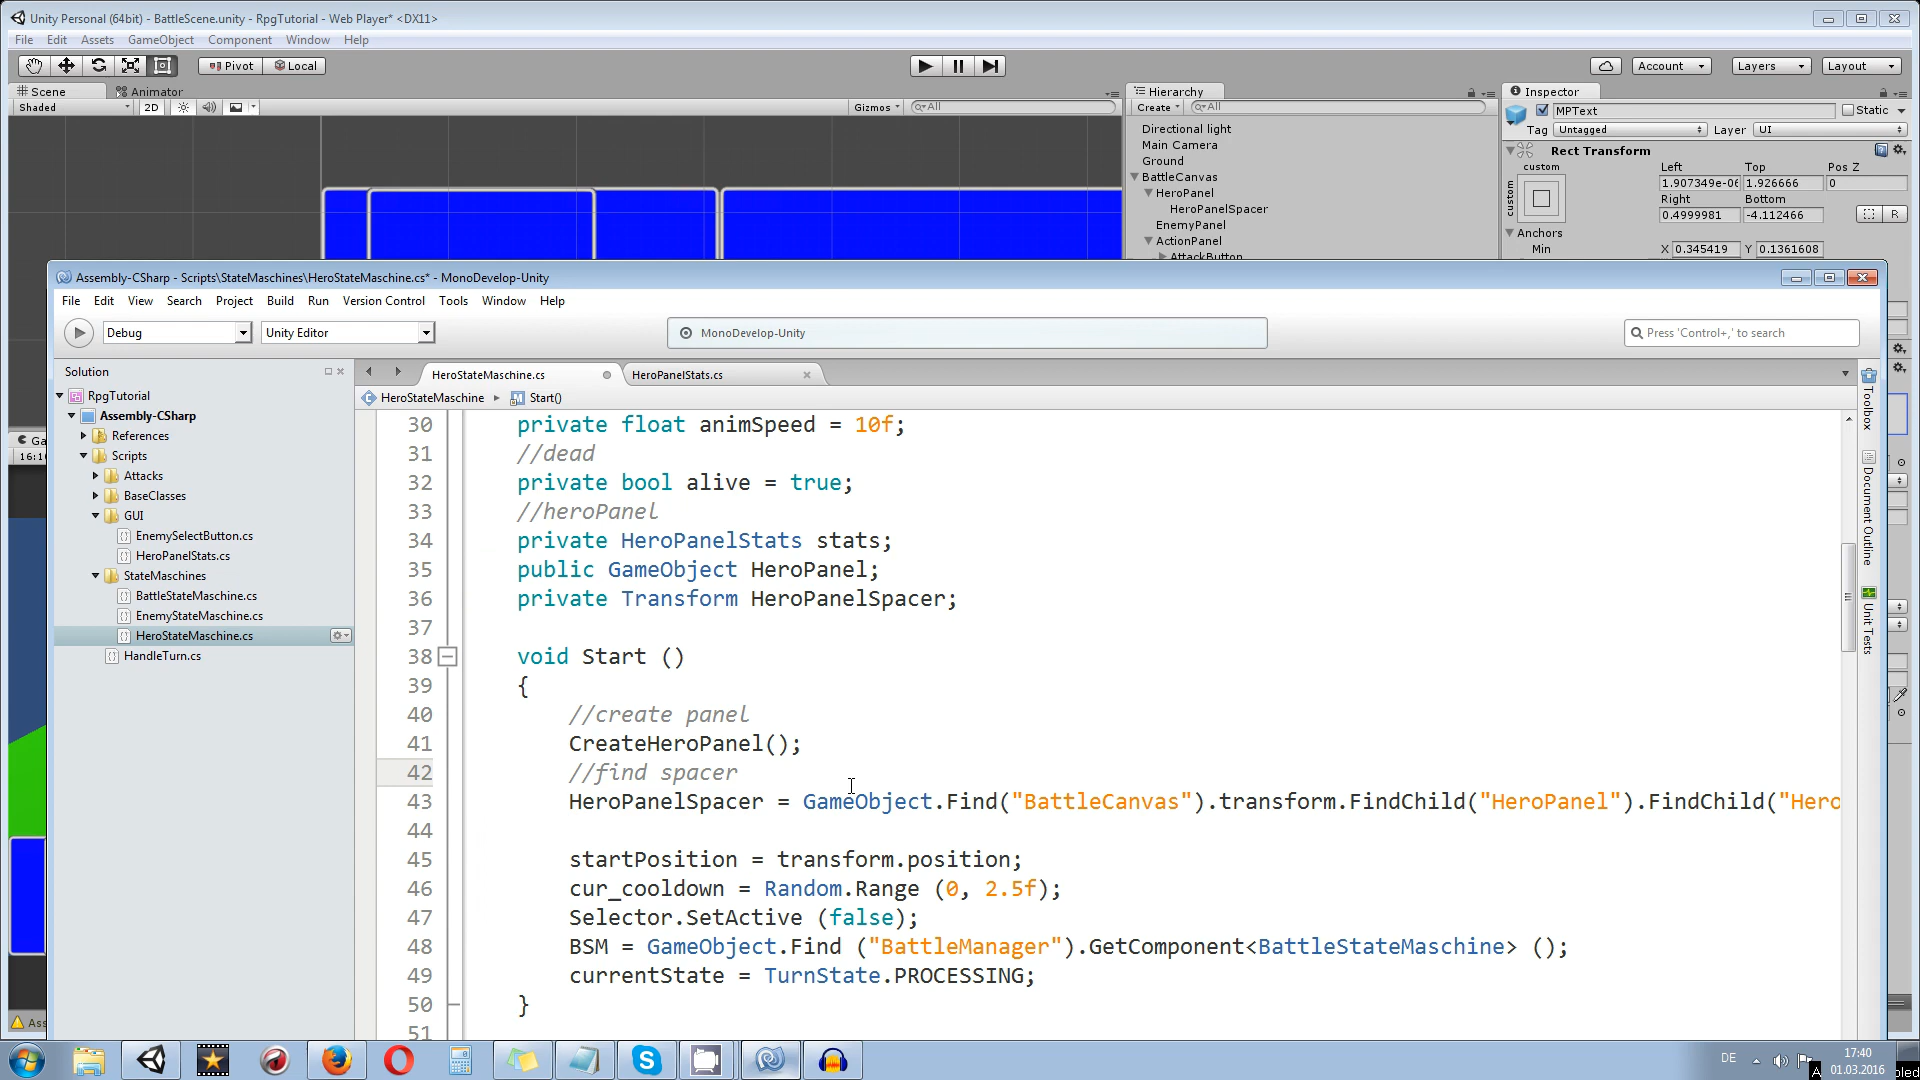 Unity Personal (64bit) - BattleScene.unity - RpgTutorial - Web Player* <DX11>
File Edit Assets GameObject Component Window Help
Pivot Local Account Layers Layout
Scene Animator Hierarchy Inspector
Shaded 2D Gizmos All Create All MPText Static
Tag Untagged Layer UI
Directional light
Main Camera
Ground
BattleCanvas
HeroPanel
HeroPanelSpacer
EnemyPanel
ActionPanel
AttackButton
Rect Transform
custom Left Top Pos Z
custom 1.907349e-06 1.926666 0
Right Bottom
0.4999981 -4.112466 R
Anchors
Min X 0.345419 Y 0.1361608
Assembly-CSharp - Scripts\StateMaschines\HeroStateMaschine.cs* - MonoDevelop-Unity
File Edit View Search Project Build Run Version Control Tools Window Help
Debug Unity Editor MonoDevelop-Unity Press 'Control+,' to search
Solution
RpgTutorial
Assembly-CSharp
References
Scripts
Attacks
BaseClasses
GUI
EnemySelectButton.cs
HeroPanelStats.cs
StateMaschines
BattleStateMaschine.cs
EnemyStateMaschine.cs
HeroStateMaschine.cs
HandleTurn.cs
HeroStateMaschine.cs HeroPanelStats.cs
HeroStateMaschine Start()
30 private float animSpeed = 10f;
31 //dead
32 private bool alive = true;
33 //heroPanel
34 private HeroPanelStats stats;
35 public GameObject HeroPanel;
36 private Transform HeroPanelSpacer;
37
38 void Start ()
39 {
40 //create panel
41 CreateHeroPanel();
42 //find spacer
43 HeroPanelSpacer = GameObject.Find("BattleCanvas").transform.FindChild("HeroPanel").FindChild("Hero
44
45 startPosition = transform.position;
46 cur_cooldown = Random.Range (0, 2.5f);
47 Selector.SetActive (false);
48 BSM = GameObject.Find ("BattleManager").GetComponent<BattleStateMaschine> ();
49 currentState = TurnState.PROCESSING;
50 }
51
Toolbox
Document Outline
Unit Tests
Ga
16:1
Ass
DE 17:40
01.03.2016